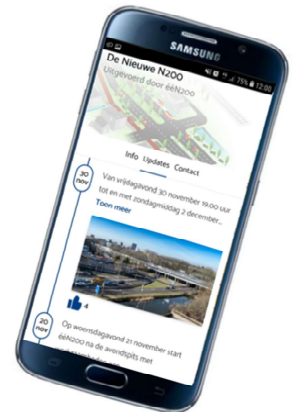 SAMSUNG
75% 12:00
De Nieuwe N200
Uitgevoerd door éénN200
Info Updates Contact
30
nov
Van vrijdagavond 30 november 19.00 uur
tot en met zondagmiddag 2 december...
Toon meer
4
20
nov
Op woensdagavond 21 november start
éénN200 na de avondspits met